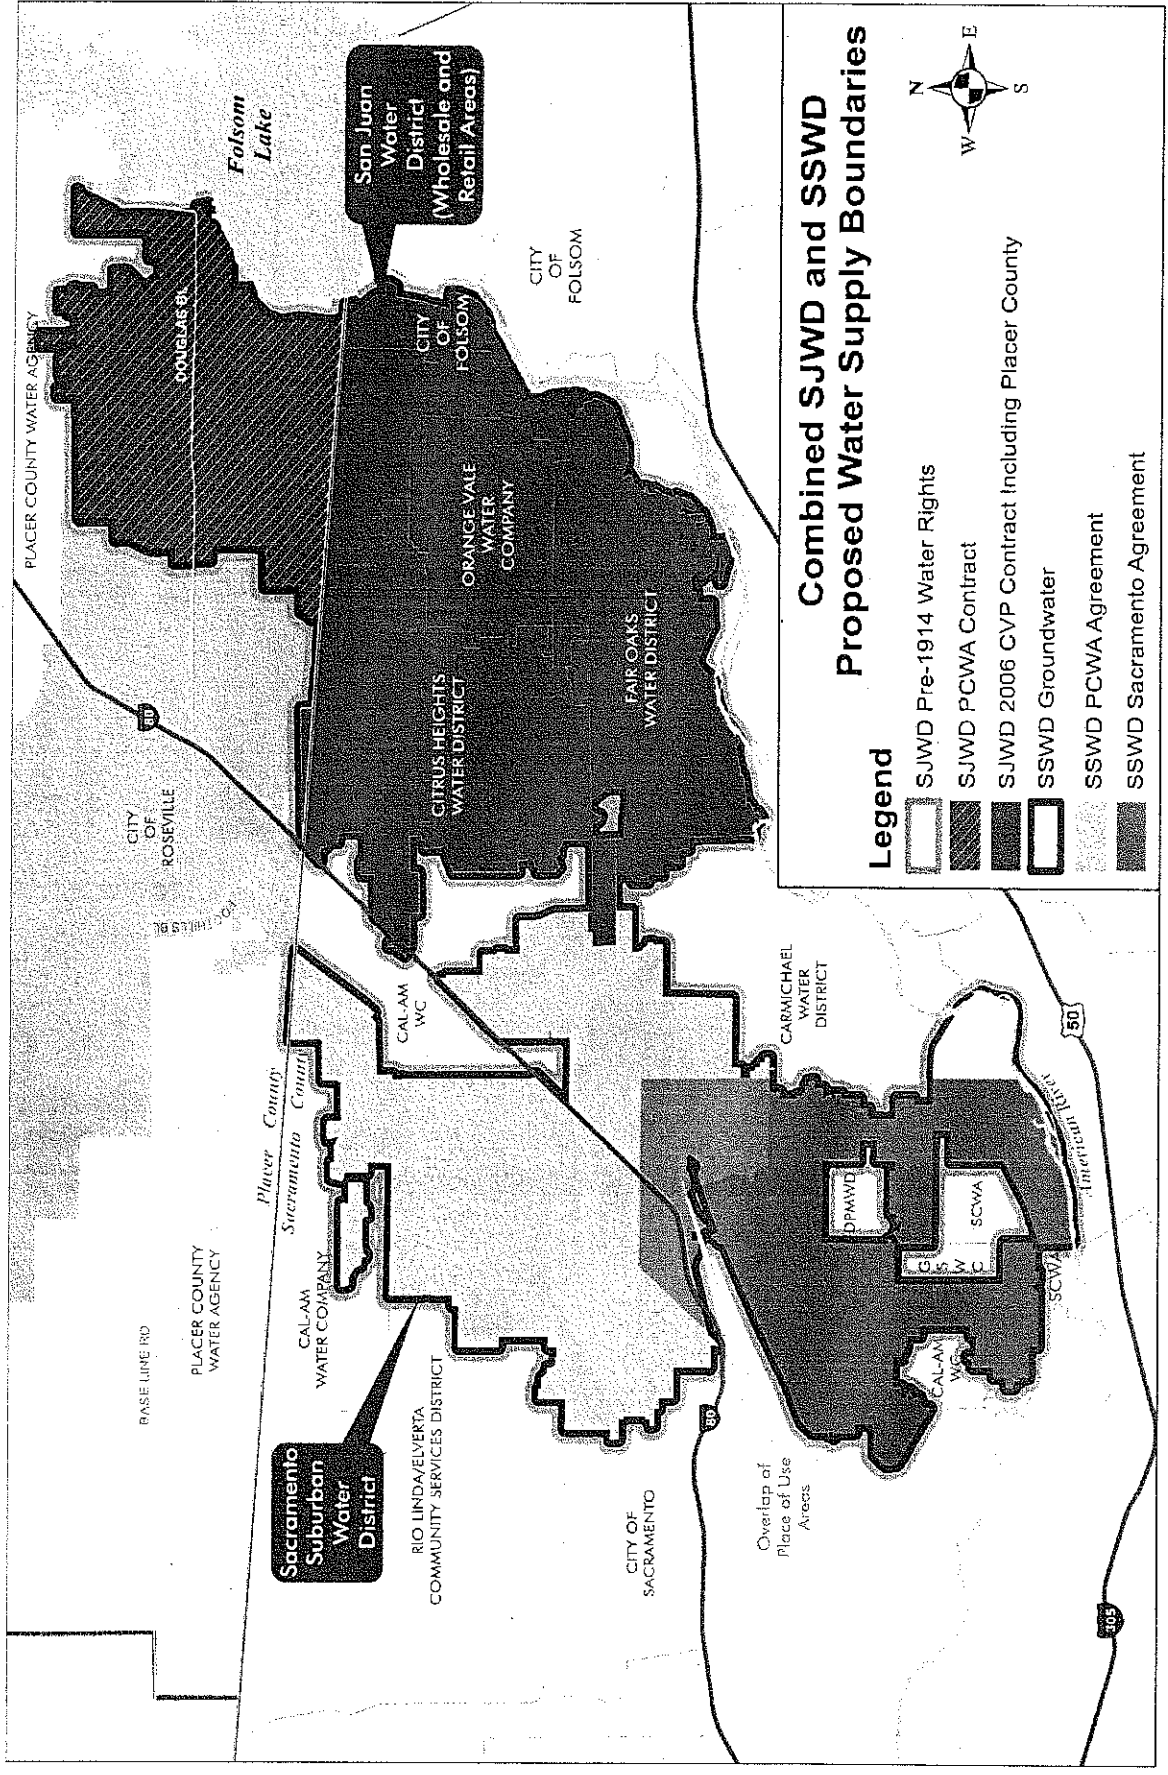 PLACER COUNTY WATER AGENCY
Folsom
Lake
San Juan
Water
District
(Wholesale and
Retail Areas)
DOUGLAS BL
CITY
OF
FOLSOM
CITY
OF
FOLSOM
ORANGE VALE
WATER
COMPANY
CITRUS HEIGHTS
WATER DISTRICT
FAIR OAKS
WATER DISTRICT
80
CITY
OF
ROSEVILLE
CAL-AM
WC
CARMICHAEL
WATER
DISTRICT
Placer County
Sacramento County
BASE LINE RD
PLACER COUNTY
WATER AGENCY
CAL-AM
WATER COMPANY
Sacramento
Suburban
Water
District
RIO LINDA/ELVERTA
COMMUNITY SERVICES DISTRICT
CITY OF
SACRAMENTO
80
Overlap of
Place of Use
Areas
DPMWD
SCWA
G
S
W
C
SCWA
CAL-AM
WC
American River
50
305
Combined SJWD and SSWD
Proposed Water Supply Boundaries
N
W
E
S
Legend
SJWD Pre-1914 Water Rights
SJWD PCWA Contract
SJWD 2006 CVP Contract Including Placer County
SSWD Groundwater
SSWD PCWA Agreement
SSWD Sacramento Agreement